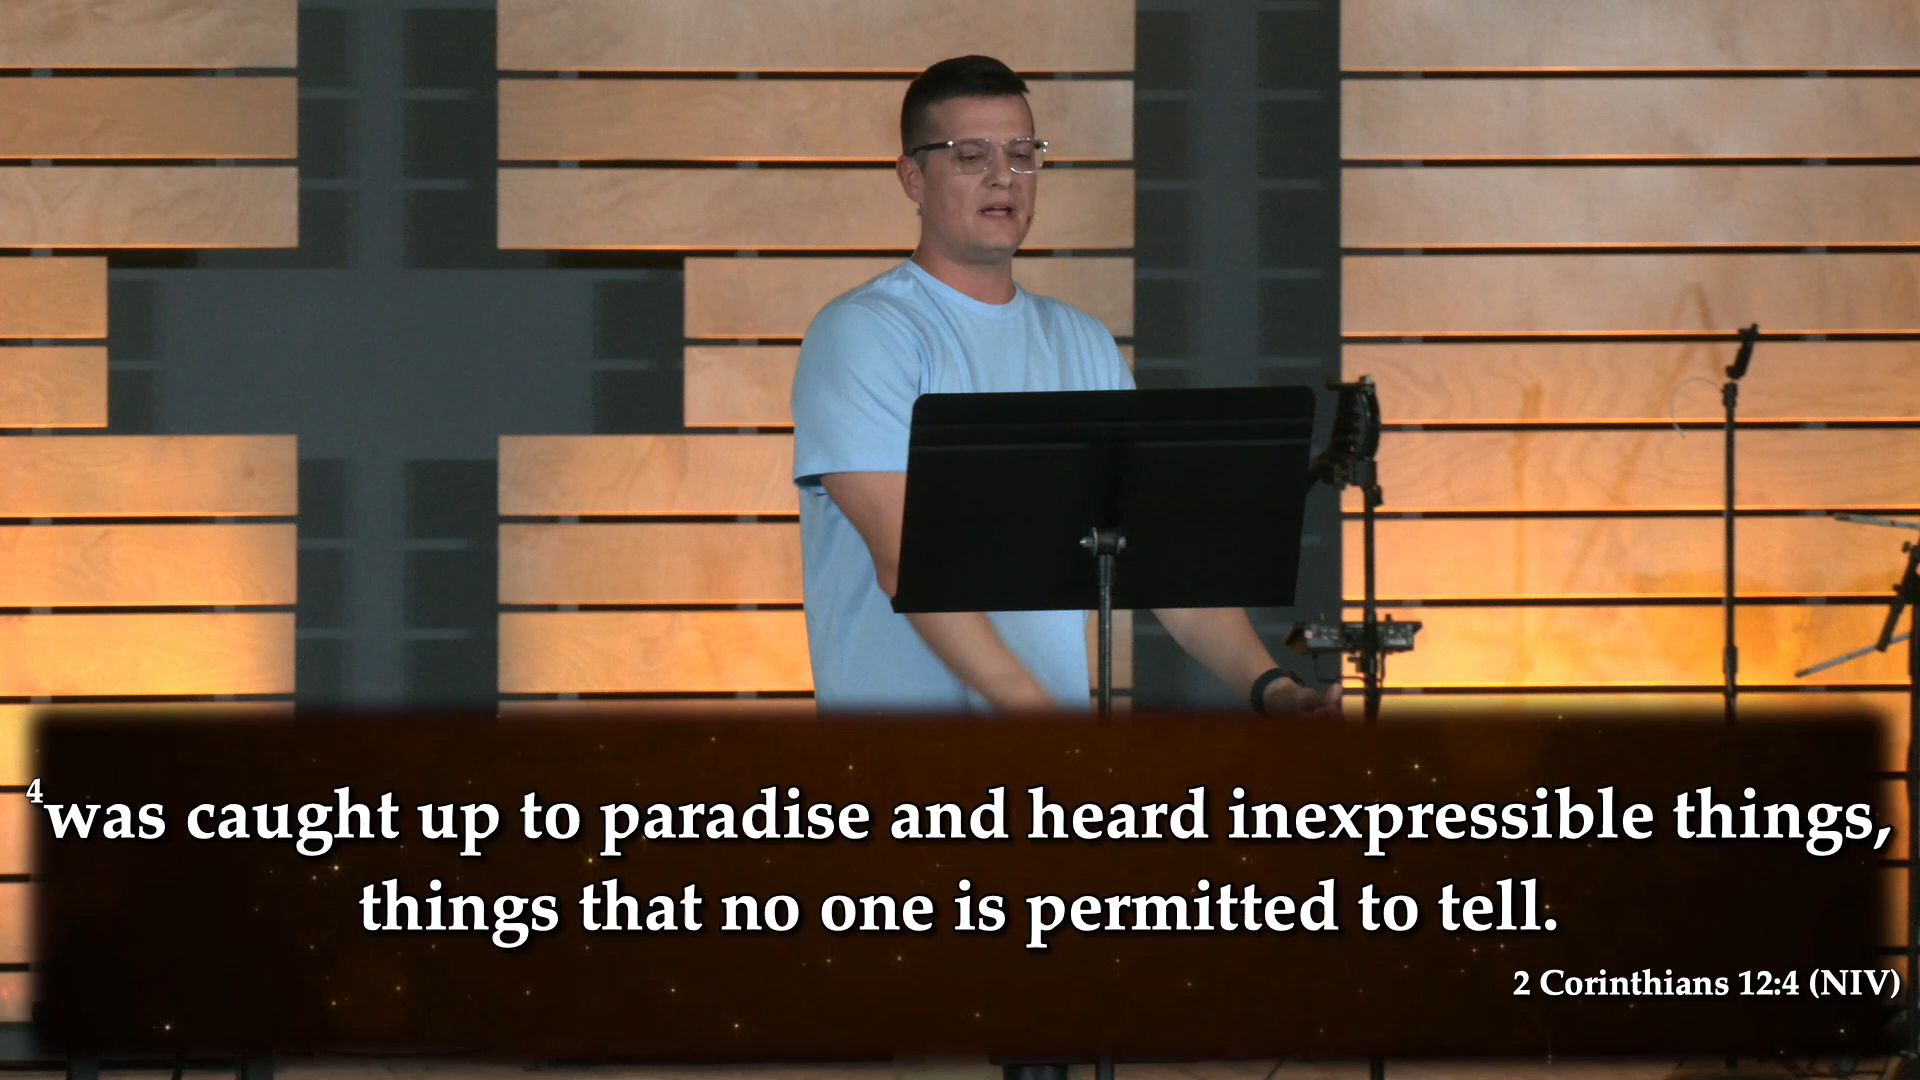 4was caught up to paradise and heard inexpressible things,
things that no one is permitted to tell.
2 Corinthians 12:4 (NIV)